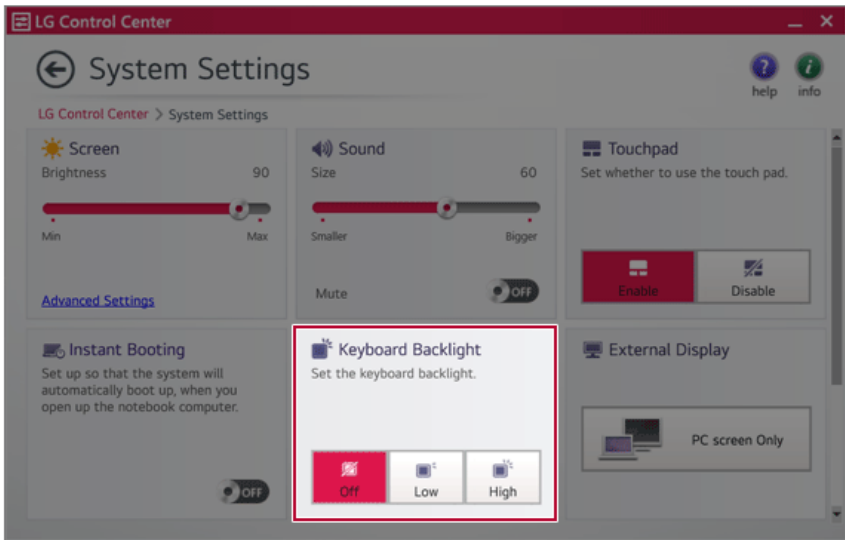 LG Control Center
System Settings
help
info
LG Control Center > System Settings
Screen
Brightness 90
Min Max
Advanced Settings
Sound
Size 60
Smaller Bigger
Mute OFF
Touchpad
Set whether to use the touch pad.
Enable Disable
Instant Booting
Set up so that the system will
automatically boot up, when you
open up the notebook computer.
OFF
Keyboard Backlight
Set the keyboard backlight.
Off Low High
External Display
PC screen Only